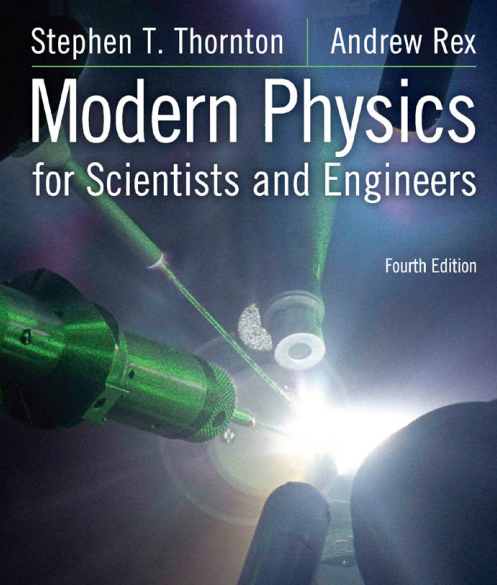 Stephen T. Thornton
Andrew Rex
Modern Physics
for Scientists and Engineers
Fourth Edition